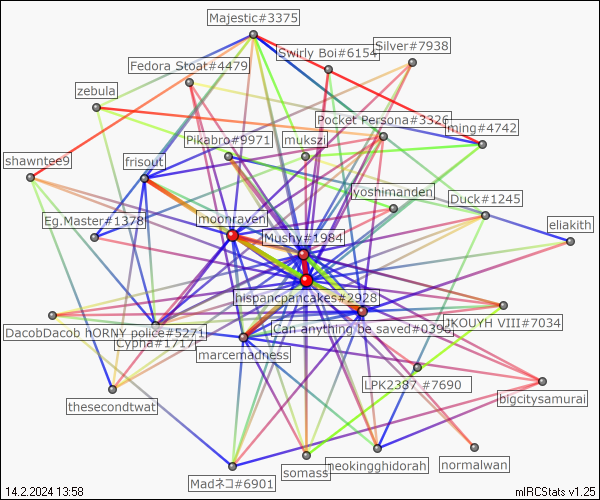 Majestic#3375
Swirly Boi#6154
Silver#7938
Fedora Stoat#4479
zebula
Pocket Persona#3326
ming#4742
Pikabro#9971
mukszi
shawntee9
frisout
yoshimanden
Duck#1245
Eg.Master#1378
moonraven
eliakith
Mushy#1984
hispancpancakes#2928
DacobDacob hORNY police#5271
Can anything be saved#039
JKOUYH VIII#7034
Cypha#1717
marcemadness
LPK2387 #7690
thesecondtwat
bigcitysamurai
neokingghidorah
normalwan
somass
Madネコ#6901
14.2.2024 13:58
mIRCStats v1.25